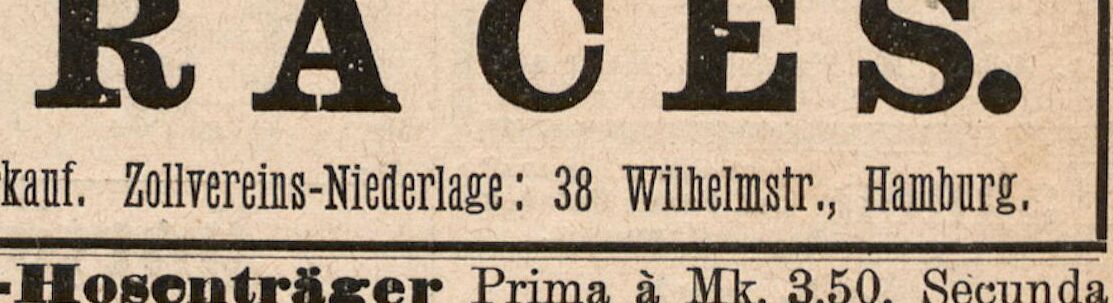 RACES.
kauf. Zollvereins-Niederlage: 38 Wilhelmstr., Hamburg.
-Hosenträger Prima à Mk. 3.50. Secunda